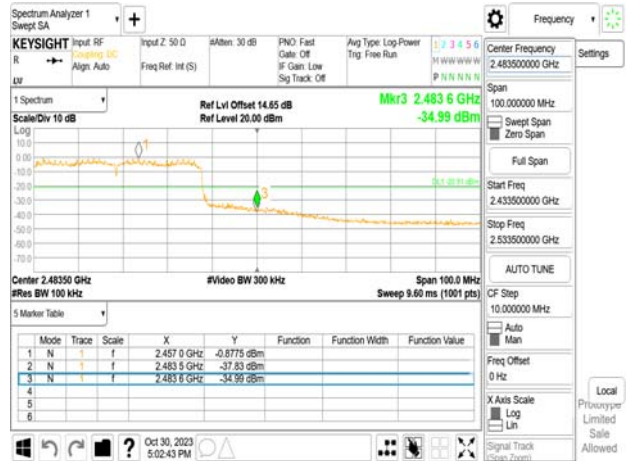 Spectrum Analyzer 1
Swept SA
+
Frequency
KEYSIGHT
R
LXI
Input: RF
Coupling: DC
Align: Auto
Input Z: 50 Ω
Freq Ref: Int (S)
#Atten: 30 dB
PNO: Fast
Gate: Off
IF Gain: Low
Sig Track: Off
Avg Type: Log-Power
Trig: Free Run
1 2 3 4 5 6
M W W W W W
P N N N N N
1 Spectrum
Scale/Div 10 dB
Log
Ref Lvl Offset 14.65 dB
Ref Level 20.00 dBm
Mkr3 2.483 6 GHz
-34.99 dBm
10.0
0.00
-10.0
-20.0
-30.0
-40.0
-50.0
-60.0
-70.0
1
3
Center 2.48350 GHz
#Res BW 100 kHz
#Video BW 300 kHz
Span 100.0 MHz
Sweep 9.60 ms (1001 pts)
5 Marker Table
Mode Trace Scale X Y Function Function Width Function Value
1 N 1 f 2.457 0 GHz -0.8775 dBm
2 N 1 f 2.483 5 GHz -37.83 dBm
3 N 1 f 2.483 6 GHz -34.99 dBm
4
5
6
?
Oct 30, 2023
5:02:43 PM
Center Frequency
2.483500000 GHz
Settings
Span
100.000000 MHz
Swept Span
Zero Span
Full Span
Start Freq
2.433500000 GHz
Stop Freq
2.533500000 GHz
AUTO TUNE
CF Step
10.000000 MHz
Auto
Man
Freq Offset
0 Hz
X Axis Scale
Log
Lin
Signal Track
(Span Zoom)
Local
Prototype
Limited
Sale
Allowed